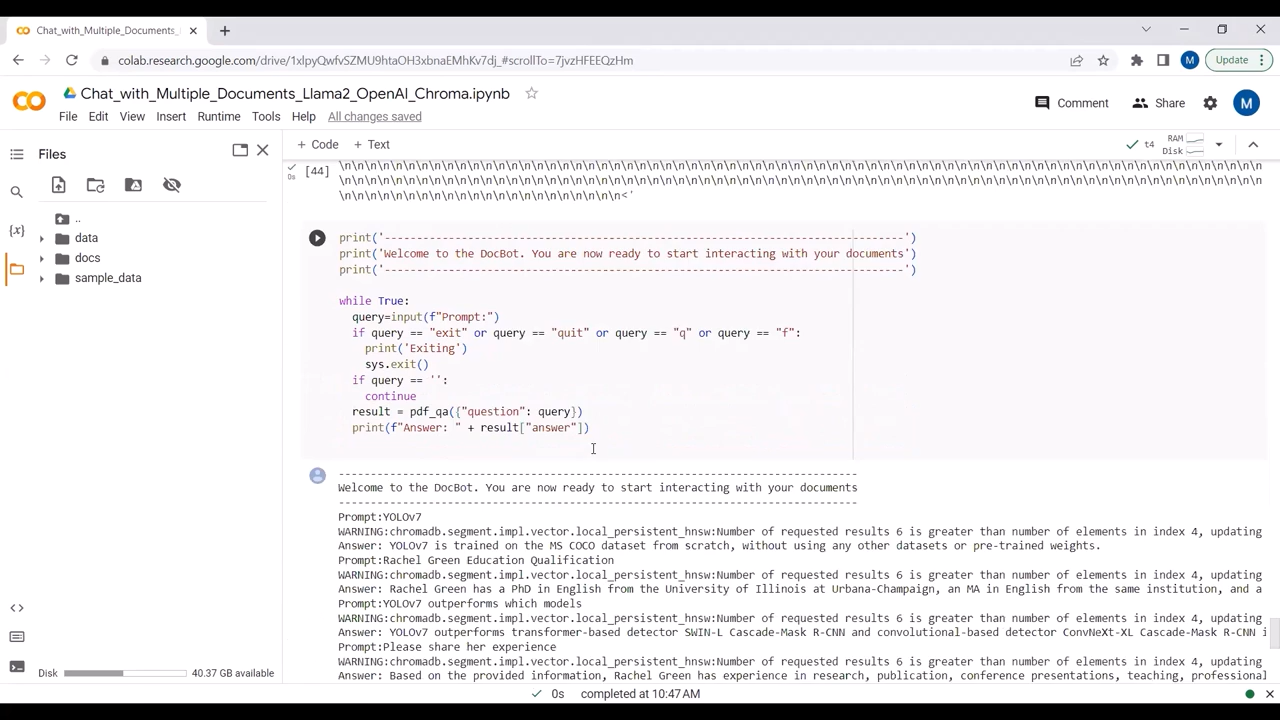 Chat_with_Multiple_Documents_
colab.research.google.com/drive/1xlpyQwfvSZMU9htaOH3xbnaEMhKv7dj_#scrollTo=7jvzHFEEQzHm
M
Update
Chat_with_Multiple_Documents_Llama2_OpenAI_Chroma.ipynb
Comment
Share
M
File Edit View Insert Runtime Tools Help All changes saved
Files
+ Code + Text
t4
RAM
Disk
[44]
0s
\n\n\n\n\n\n\n\n\n\n\n\n\n\n\n\n\n\n\n\n\n\n<'
..
data
docs
sample_data
print('--------------------------------------------------------------------------------')
print('Welcome to the DocBot. You are now ready to start interacting with your documents')
print('--------------------------------------------------------------------------------')
while True:
query=input(f"Prompt:")
if query == "exit" or query == "quit" or query == "q" or query == "f":
print('Exiting')
sys.exit()
if query == '':
continue
result = pdf_qa({"question": query})
print(f"Answer: " + result["answer"])
--------------------------------------------------------------------------------
Welcome to the DocBot. You are now ready to start interacting with your documents
--------------------------------------------------------------------------------
Prompt:YOLOv7
WARNING:chromadb.segment.impl.vector.local_persistent_hnsw:Number of requested results 6 is greater than number of elements in index 4, updating
Answer: YOLOv7 is trained on the MS COCO dataset from scratch, without using any other datasets or pre-trained weights.
Prompt:Rachel Green Education Qualification
WARNING:chromadb.segment.impl.vector.local_persistent_hnsw:Number of requested results 6 is greater than number of elements in index 4, updating
Answer: Rachel Green has a PhD in English from the University of Illinois at Urbana-Champaign, an MA in English from the same institution, and a
Prompt:YOLOv7 outperforms which models
WARNING:chromadb.segment.impl.vector.local_persistent_hnsw:Number of requested results 6 is greater than number of elements in index 4, updating
Answer: YOLOv7 outperforms transformer-based detector SWIN-L Cascade-Mask R-CNN and convolutional-based detector ConvNeXt-XL Cascade-Mask R-CNN i
Prompt:Please share her experience
WARNING:chromadb.segment.impl.vector.local_persistent_hnsw:Number of requested results 6 is greater than number of elements in index 4, updating
Answer: Based on the provided information, Rachel Green has experience in research, publication, conference presentations, teaching, professional
Disk
40.37 GB available
0s completed at 10:47 AM